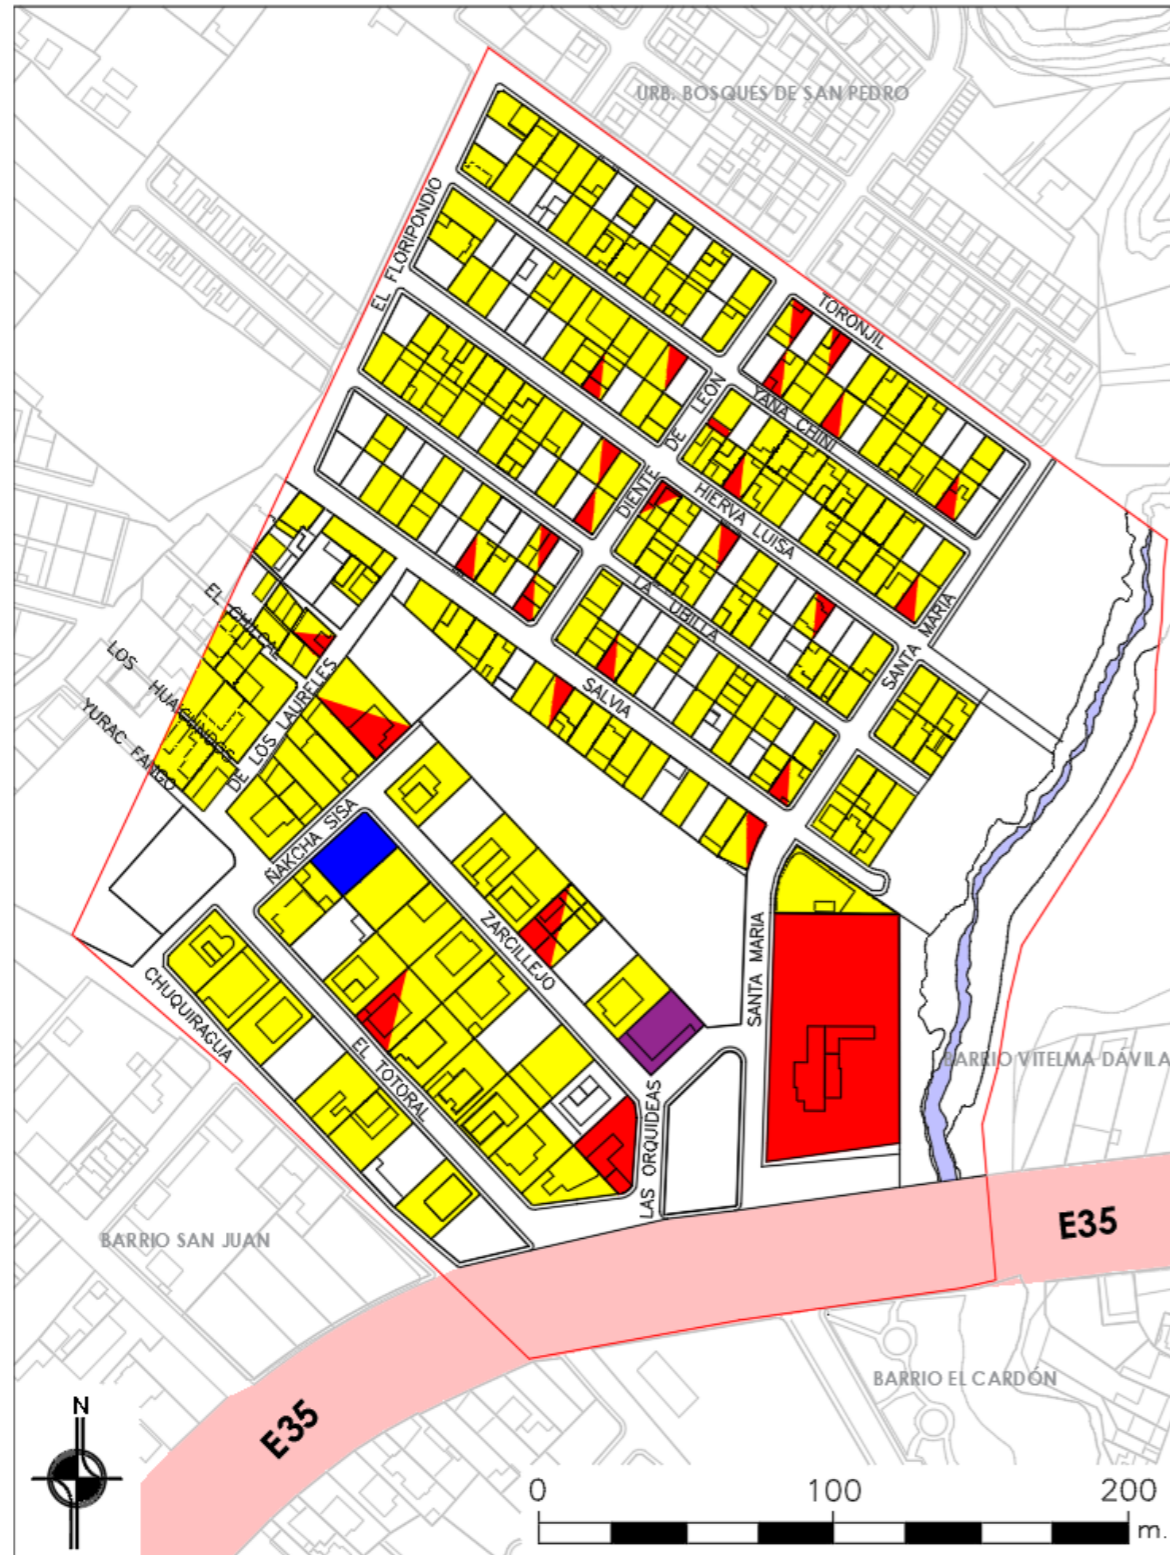 URB. BOSQUES DE SAN PEDRO
EL FLORIPONDIO
TORONJIL
YANA CHINI
DIENTE DE LEON
HIERVA LUISA
LA UBILLA
SANTA MARIA
SALVIA
EL CHILCAL
LOS HUAICUNDOS
YURAC FANGO
DE LOS LAURELES
ÑAKCHA SISA
ZARCILLEJO
SANTA MARIA
CHUQUIRAGUA
EL TOTORAL
LAS ORQUIDEAS
BARRIO VITELMA DÁVILA
BARRIO SAN JUAN
E35
BARRIO EL CARDÓN
E35
N
0 100 200
m.